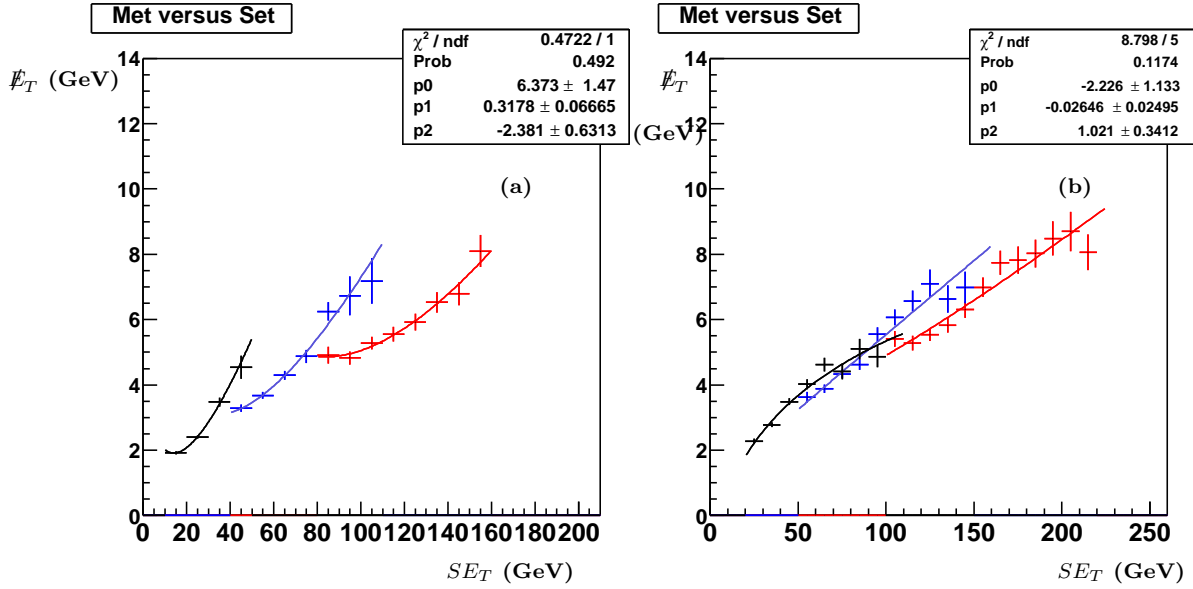 Met versus Set
χ² / ndf 0.4722 / 1
Prob 0.492
p0 6.373 ± 1.47
p1 0.3178 ± 0.06665
p2 -2.381 ± 0.6313
E̸_T (GeV)
(a)
14
12
10
8
6
4
2
0
0 20 40 60 80 100 120 140 160 180 200
SE_T (GeV)
Met versus Set
χ² / ndf 8.798 / 5
Prob 0.1174
p0 -2.226 ± 1.133
p1 -0.02646 ± 0.02495
p2 1.021 ± 0.3412
E̸_T
(GeV)
(b)
14
12
10
8
6
4
2
0
0 50 100 150 200 250
SE_T (GeV)